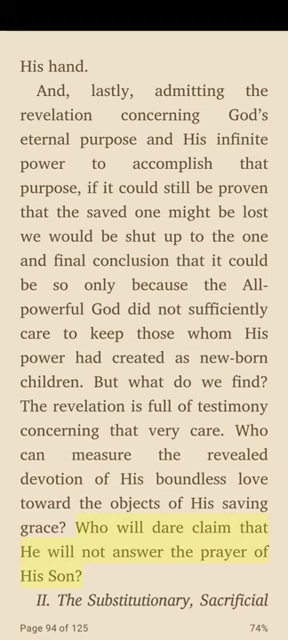 His hand.
And, lastly, admitting the
revelation concerning God's
eternal purpose and His infinite
power to accomplish that
purpose, if it could still be proven
that the saved one might be lost
we would be shut up to the one
and final conclusion that it could
be so only because the All-
powerful God did not sufficiently
care to keep those whom His
power had created as new-born
children. But what do we find?
The revelation is full of testimony
concerning that very care. Who
can measure the revealed
devotion of His boundless love
toward the objects of His saving
grace? Who will dare claim that
He will not answer the prayer of
His Son?
II. The Substitutionary, Sacrificial
Page 94 of 125
74%